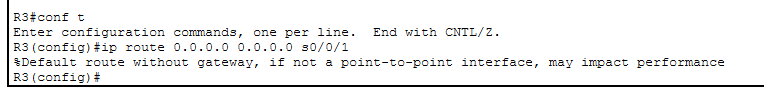 R3#conf t
Enter configuration commands, one per line.  End with CNTL/Z.
R3(config)#ip route 0.0.0.0 0.0.0.0 s0/0/1
%Default route without gateway, if not a point-to-point interface, may impact performance
R3(config)#